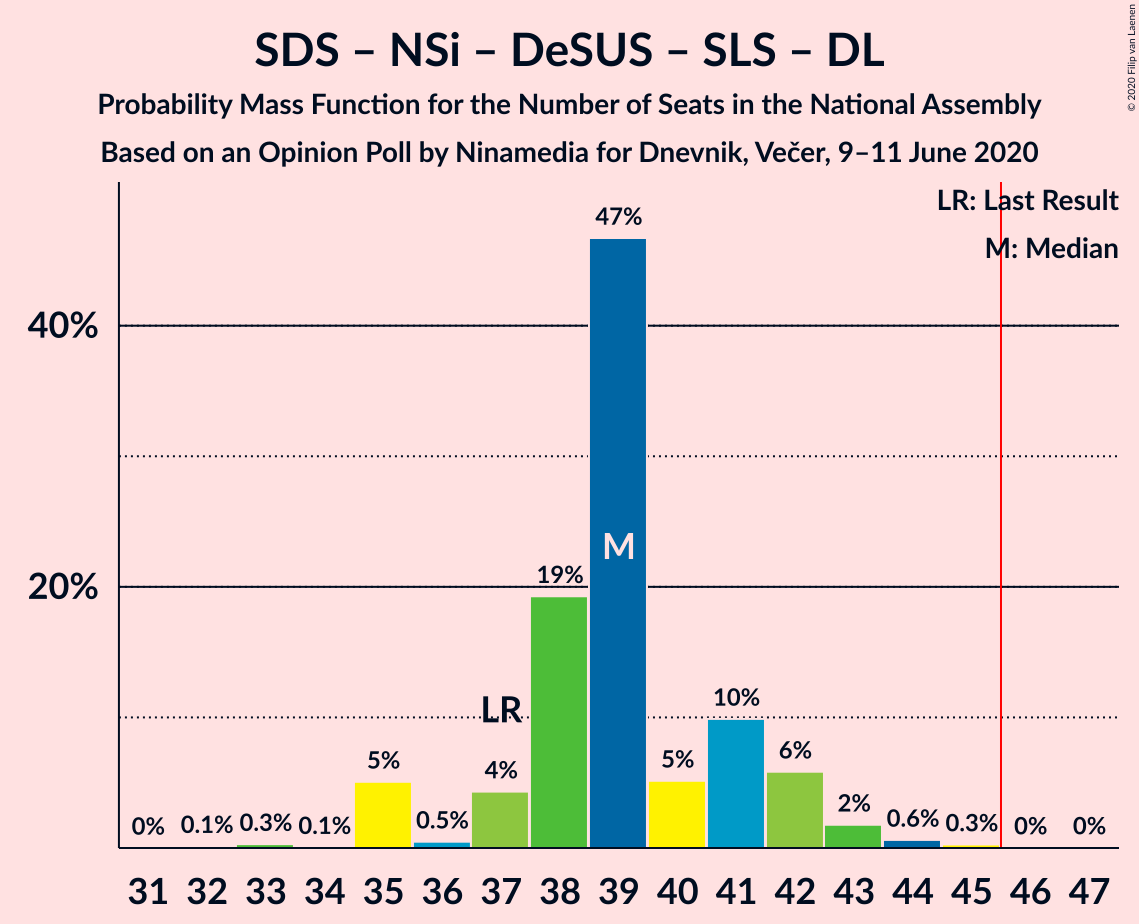 SDS – NSi – DeSUS – SLS – DL
Probability Mass Function for the Number of Seats in the National Assembly
Based on an Opinion Poll by Ninamedia for Dnevnik, Večer, 9–11 June 2020
© 2020 Filip van Laenen
LR: Last Result
M: Median
47%
40%
M
19%
20%
LR
10%
5%
4%
5%
6%
2%
0%
0.1%
0.3%
0.1%
0.5%
0.6%
0.3%
0%
0%
31 32 33 34 35 36 37 38 39 40 41 42 43 44 45 46 47